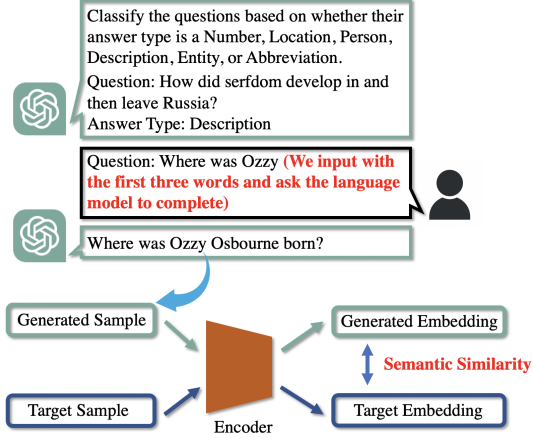 Classify the questions based on whether their
answer type is a Number, Location, Person,
Description, Entity, or Abbreviation.
Question: How did serfdom develop in and
then leave Russia?
Answer Type: Description
Question: Where was Ozzy (We input with
the first three words and ask the language
model to complete)
Where was Ozzy Osbourne born?
Generated Sample
Generated Embedding
Semantic Similarity
Target Sample
Target Embedding
Encoder